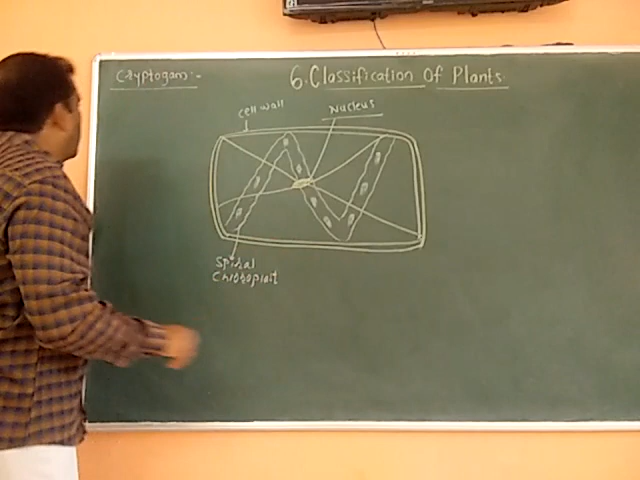 Cryptogams:-
6. Classification Of Plants.
Cell wall
Nucleus
Spiral
Chloroplast